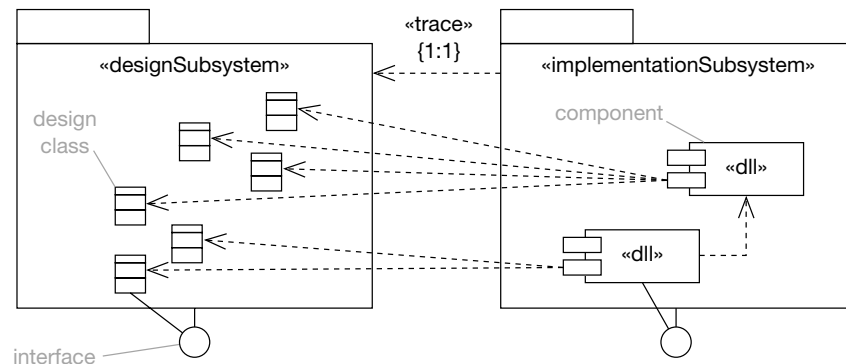 «trace»
{1:1}
«designSubsystem»
«implementationSubsystem»
design
class
component
«dll»
«dll»
interface